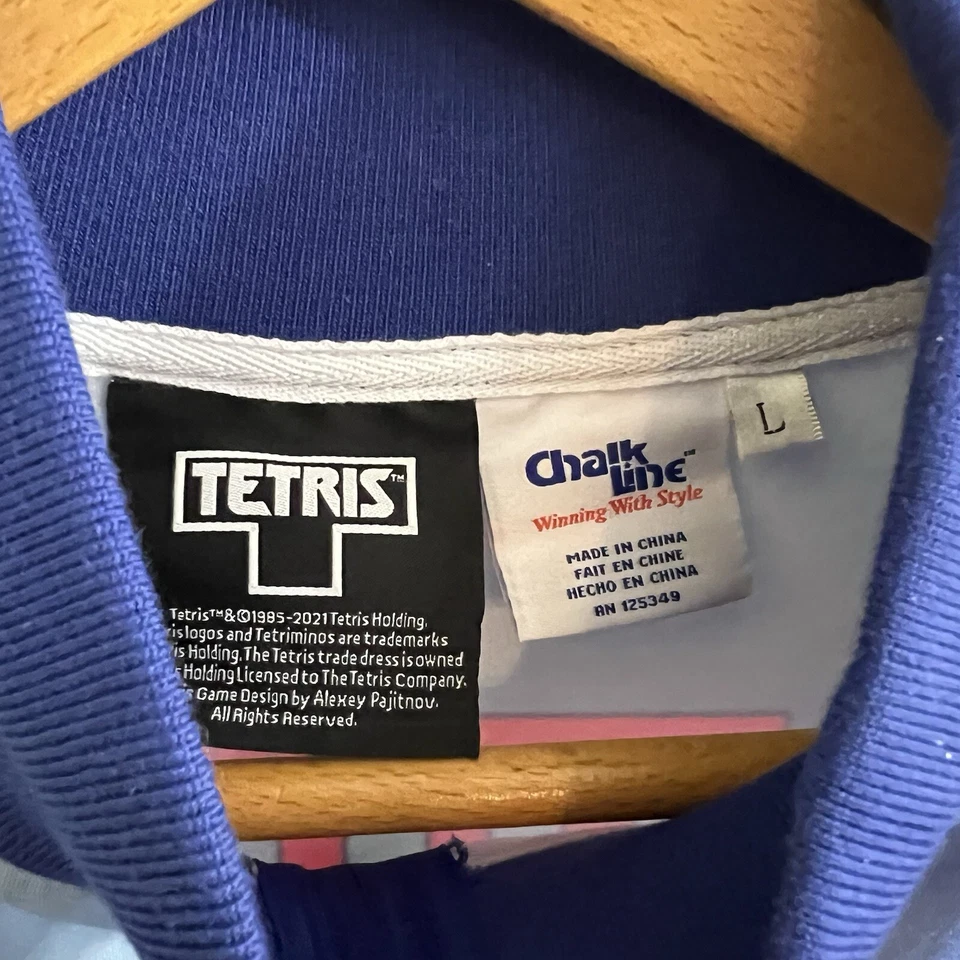 TETRIS™
Tetris™&©1985-2021 Tetris Holding.
logos and Tetriminos are trademarks
Holding. The Tetris trade dress is owned
Holding Licensed to The Tetris Company.
Game Design by Alexey Pajitnov.
All Rights Reserved.
Chalk
Line™
Winning With Style
MADE IN CHINA
FAIT EN CHINE
HECHO EN CHINA
RN 125349
L